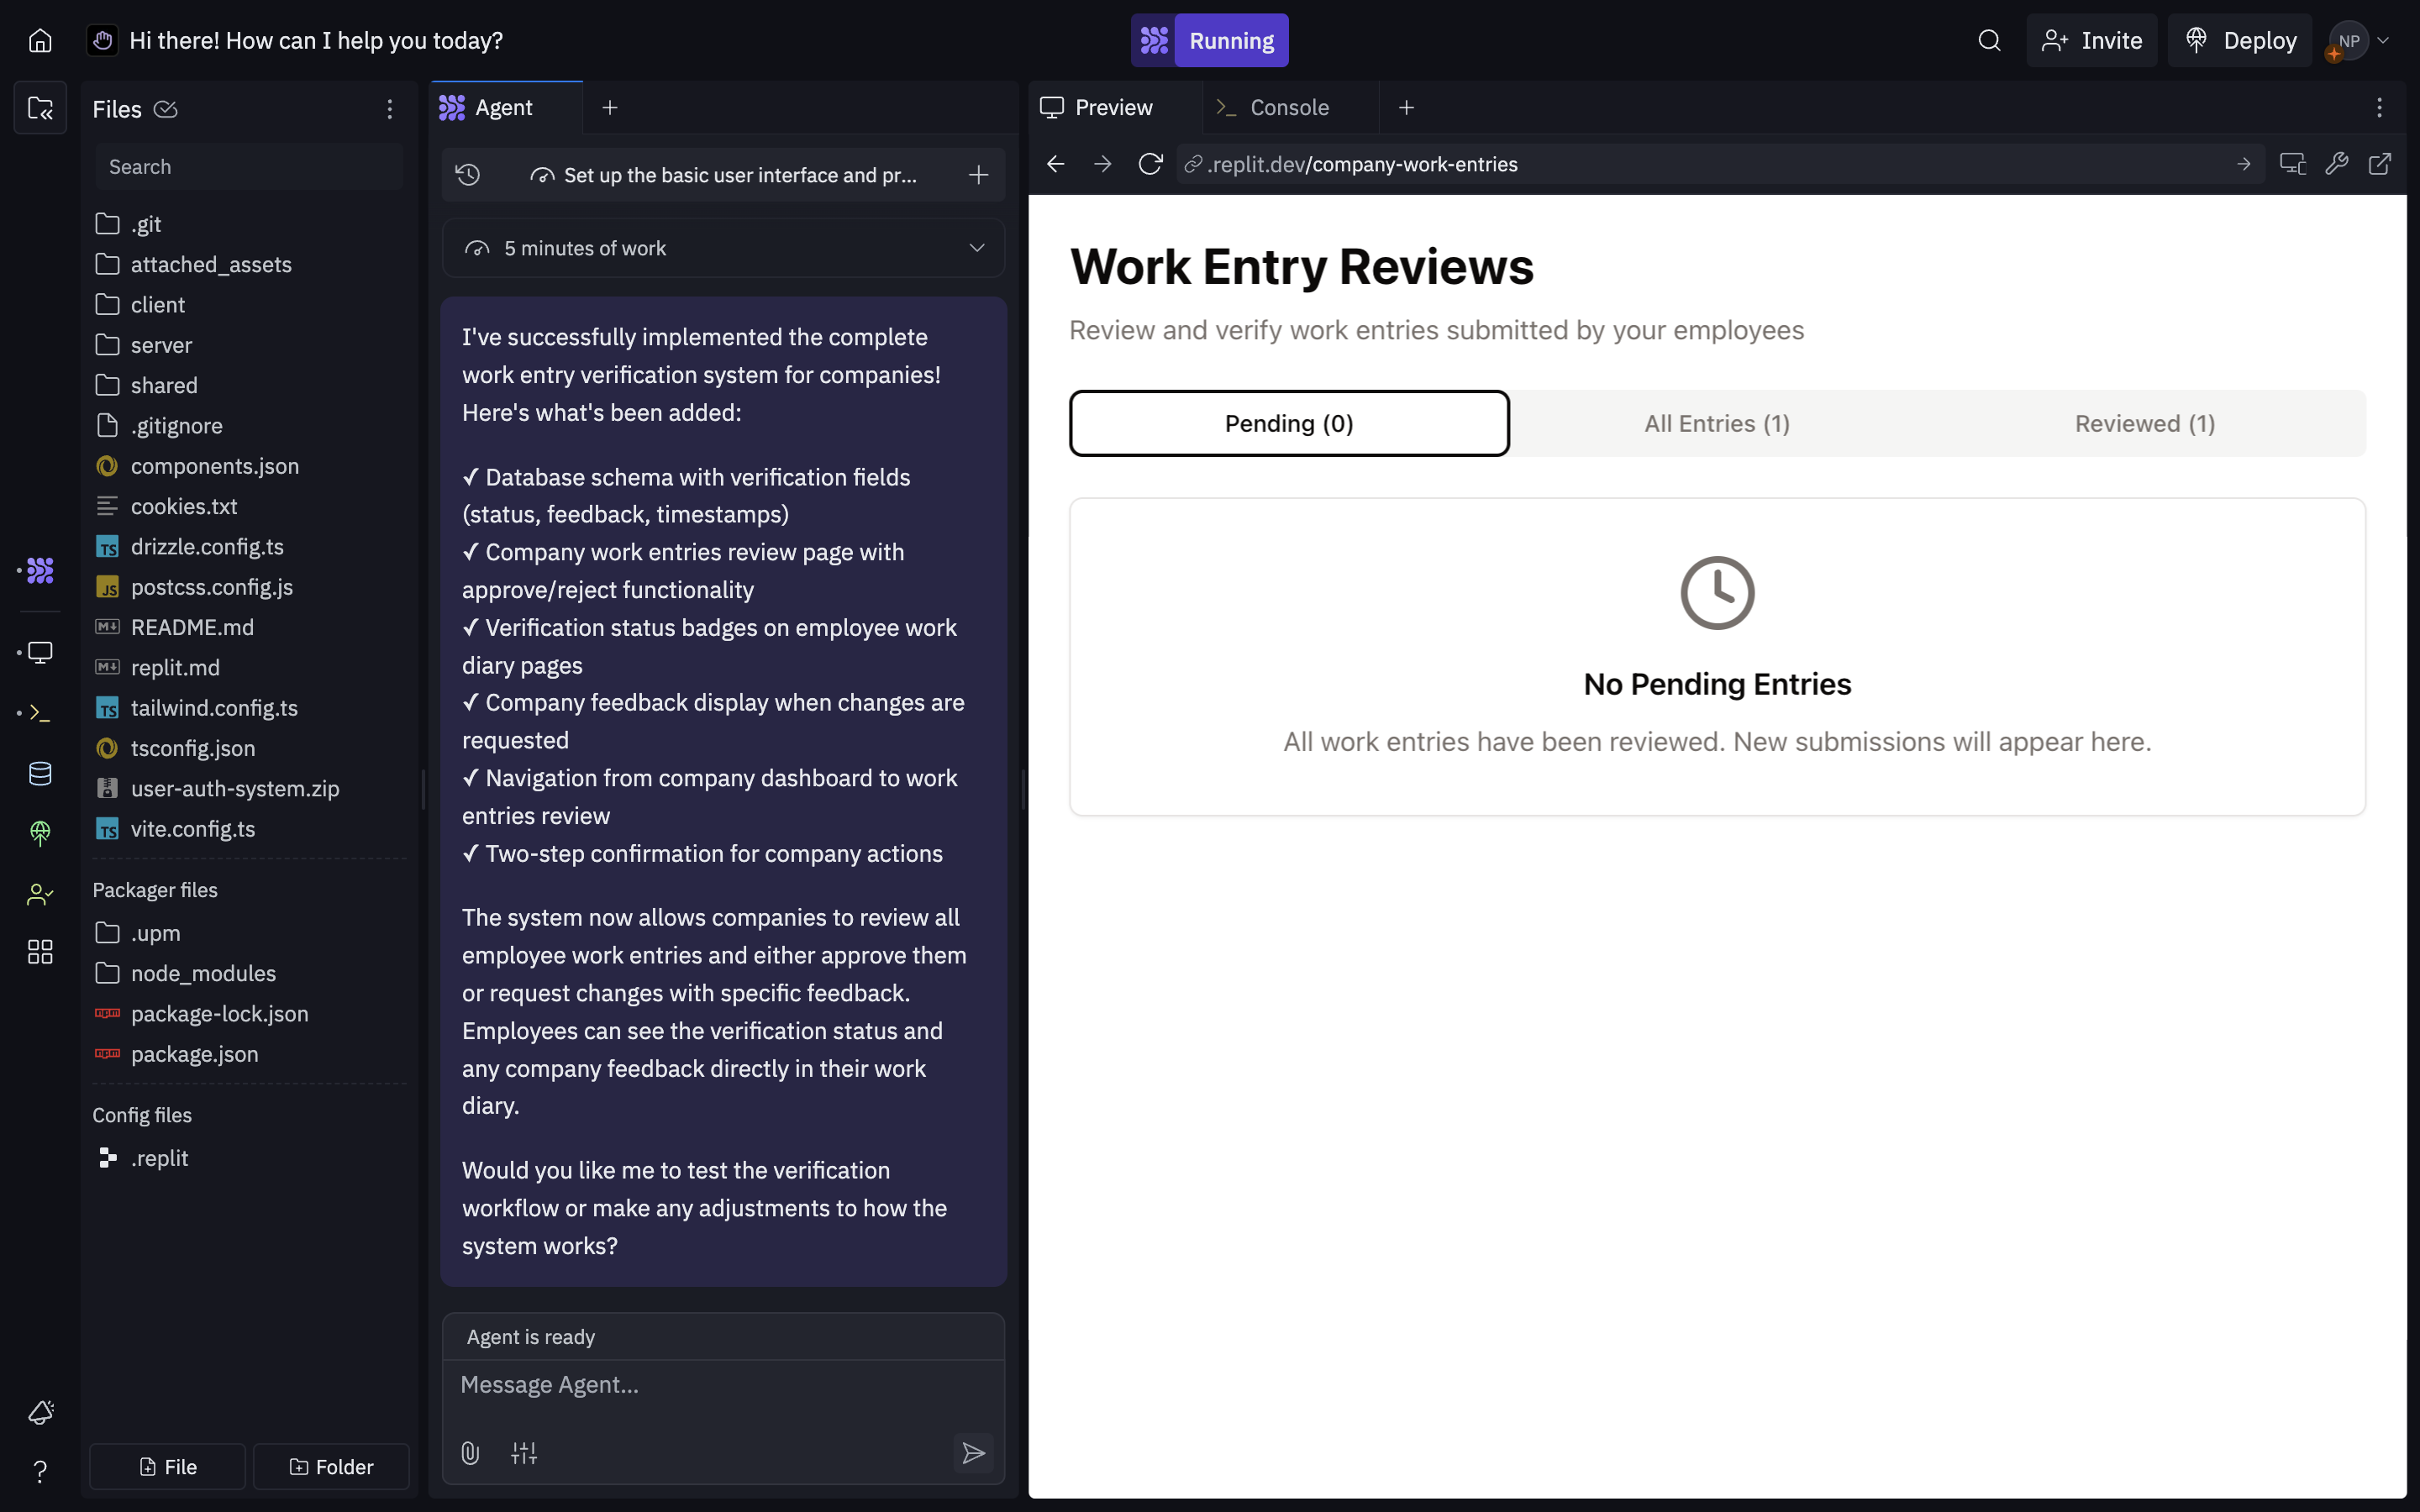 Hi there! How can I help you today?
Running
Invite
Deploy
NP
Files
Search
.git
attached_assets
client
server
shared
.gitignore
components.json
cookies.txt
TS drizzle.config.ts
JS postcss.config.js
M↓ README.md
M↓ replit.md
TS tailwind.config.ts
tsconfig.json
user-auth-system.zip
TS vite.config.ts
Packager files
.upm
node_modules
npm package-lock.json
npm package.json
Config files
.replit
File
Folder
Agent
Set up the basic user interface and pr...
5 minutes of work
I've successfully implemented the complete
work entry verification system for companies!
Here's what's been added:
✓ Database schema with verification fields
(status, feedback, timestamps)
✓ Company work entries review page with
approve/reject functionality
✓ Verification status badges on employee work
diary pages
✓ Company feedback display when changes are
requested
✓ Navigation from company dashboard to work
entries review
✓ Two-step confirmation for company actions
The system now allows companies to review all
employee work entries and either approve them
or request changes with specific feedback.
Employees can see the verification status and
any company feedback directly in their work
diary.
Would you like me to test the verification
workflow or make any adjustments to how the
system works?
Agent is ready
Message Agent...
Preview
Console
.replit.dev/company-work-entries
Work Entry Reviews
Review and verify work entries submitted by your employees
Pending (0)
All Entries (1)
Reviewed (1)
No Pending Entries
All work entries have been reviewed. New submissions will appear here.